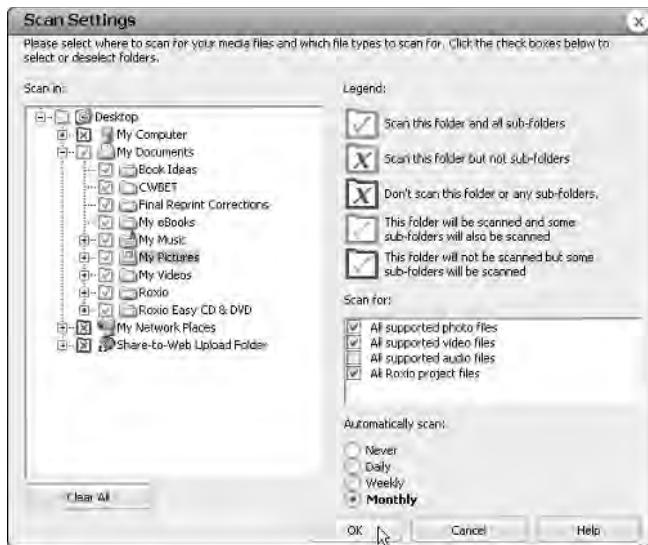 Scan Settings
Please select where to scan for your media files and which file types to scan for. Click the check boxes below to
select or deselect folders.
Scan in:
Desktop
My Computer
My Documents
Book Ideas
CWBET
Final Reprint Corrections
My eBooks
My Music
My Pictures
My Videos
Roxio
Roxio Easy CD & DVD
My Network Places
Share-to-Web Upload Folder
Clear All
Legend:
Scan this folder and all sub-folders
Scan this folder but not sub-folders
Don't scan this folder or any sub-folders.
This folder will be scanned and some
sub-folders will also be scanned
This folder will not be scanned but some
sub-folders will be scanned
Scan for:
All supported photo files
All supported video files
All supported audio files
All Roxio project files
Automatically scan:
Never
Daily
Weekly
Monthly
OK
Cancel
Help